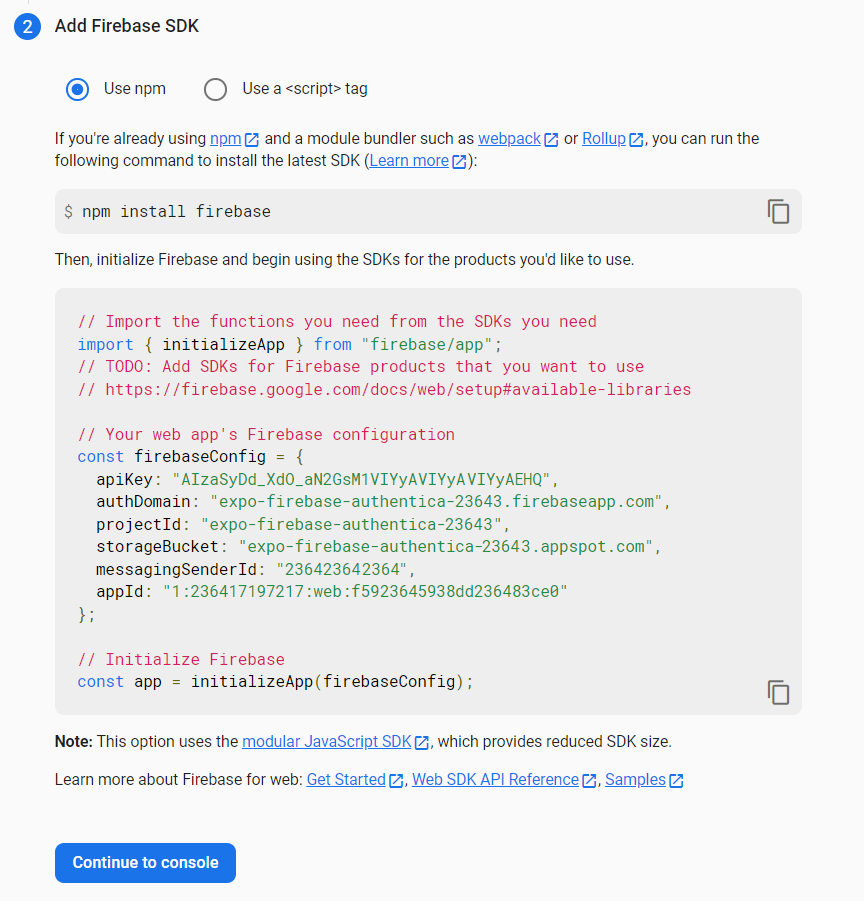 2 Add Firebase SDK
Use npm Use a <script> tag
If you're already using npm and a module bundler such as webpack or Rollup, you can run the
following command to install the latest SDK (Learn more):
$ npm install firebase
Then, initialize Firebase and begin using the SDKs for the products you'd like to use.
// Import the functions you need from the SDKs you need
import { initializeApp } from "firebase/app";
// TODO: Add SDKs for Firebase products that you want to use
// https://firebase.google.com/docs/web/setup#available-libraries
// Your web app's Firebase configuration
const firebaseConfig = {
apiKey: "AIzaSyDd_XdO_aN2GsM1VIYyAVIYyAVIYyAEHQ",
authDomain: "expo-firebase-authentica-23643.firebaseapp.com",
projectId: "expo-firebase-authentica-23643",
storageBucket: "expo-firebase-authentica-23643.appspot.com",
messagingSenderId: "236423642364",
appId: "1:236417197217:web:f5923645938dd236483ce0"
};
// Initialize Firebase
const app = initializeApp(firebaseConfig);
Note: This option uses the modular JavaScript SDK, which provides reduced SDK size.
Learn more about Firebase for web: Get Started, Web SDK API Reference, Samples
Continue to console